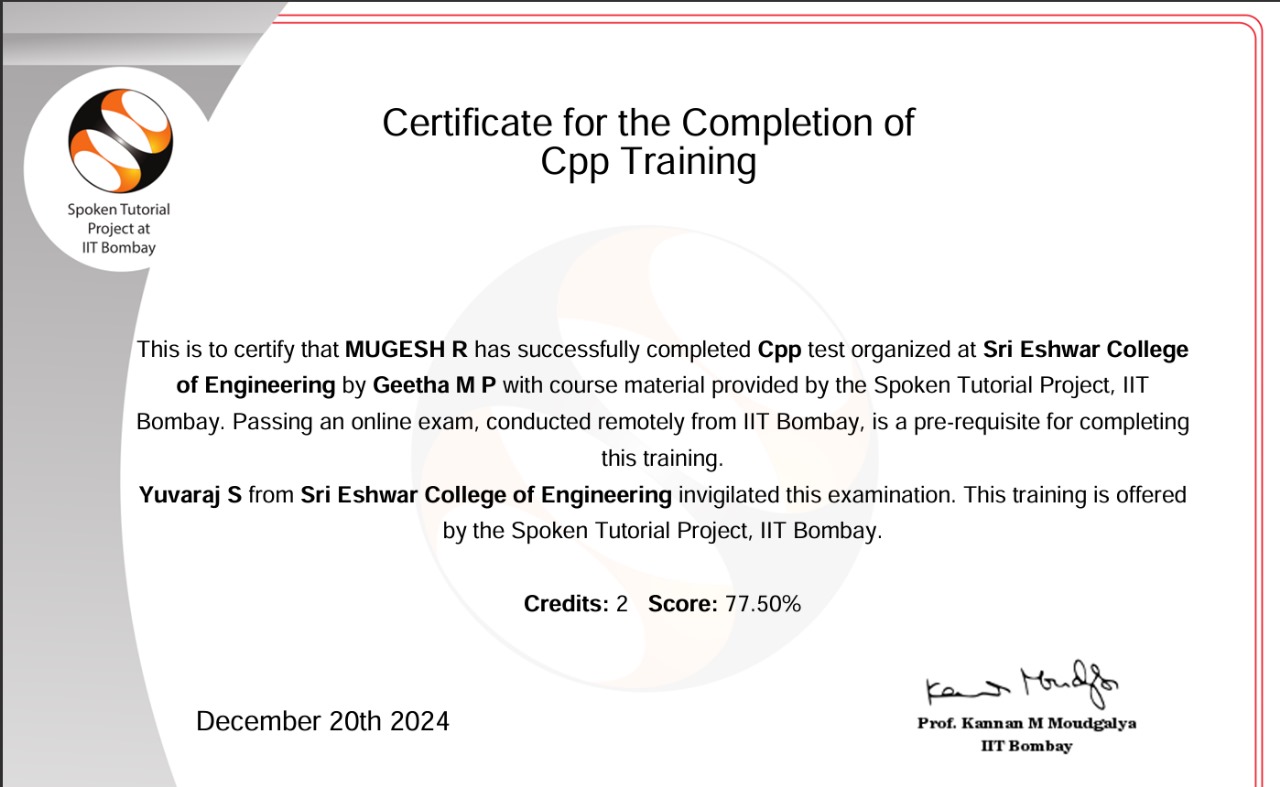 Certificate for the Completion of
Cpp Training
Spoken Tutorial
Project at
IIT Bombay
This is to certify that MUGESH R has successfully completed Cpp test organized at Sri Eshwar College
of Engineering by Geetha M P with course material provided by the Spoken Tutorial Project, IIT
Bombay. Passing an online exam, conducted remotely from IIT Bombay, is a pre-requisite for completing
this training.
Yuvaraj S from Sri Eshwar College of Engineering invigilated this examination. This training is offered
by the Spoken Tutorial Project, IIT Bombay.
Credits: 2 Score: 77.50%
December 20th 2024
Prof. Kannan M Moudgalya
IIT Bombay